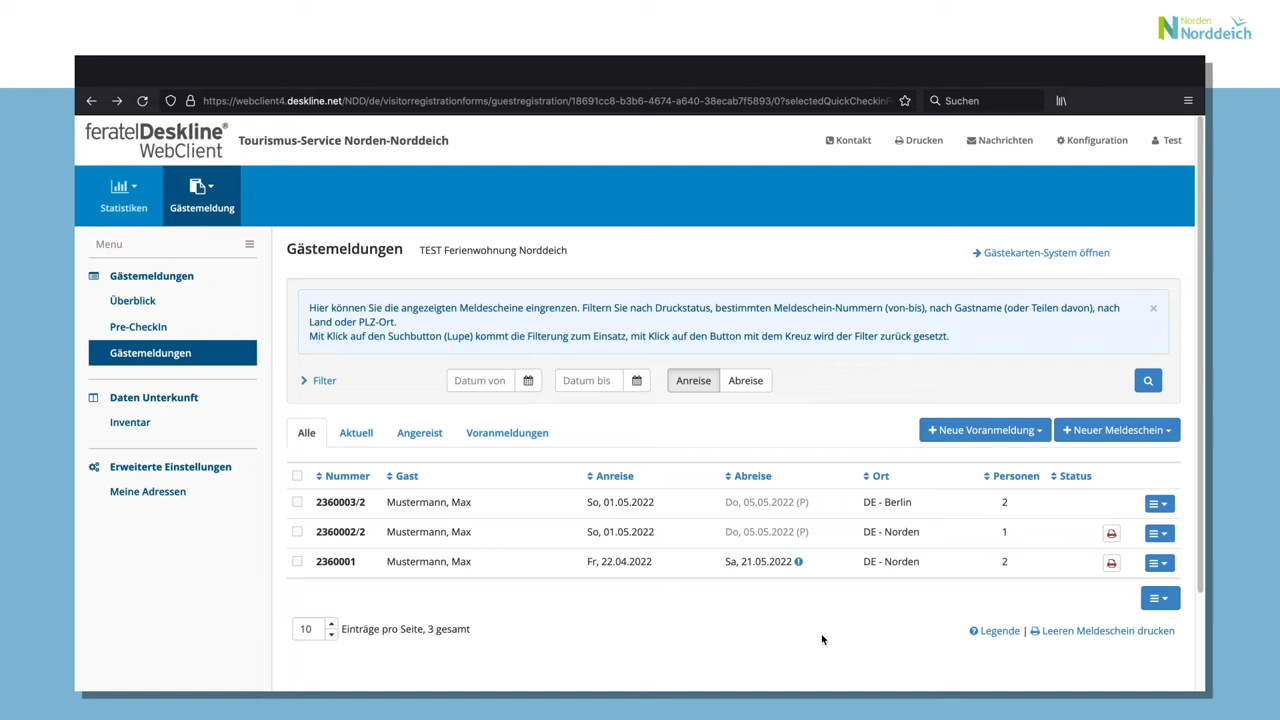 Norden
Norddeich
https://webclient4.deskline.net/NDD/de/visitorregistrationforms/guestregistration/18691cc8-b3b6-4674-a640-38ecab7f5893/0?selectedQuickCheckinF
Suchen
feratelDeskline®
WebClient
Tourismus-Service Norden-Norddeich
Kontakt
Drucken
Nachrichten
Konfiguration
Test
Statistiken
Gästemeldung
Menu
Gästemeldungen
Überblick
Pre-CheckIn
Gästemeldungen
Daten Unterkunft
Inventar
Erweiterte Einstellungen
Meine Adressen
Gästemeldungen TEST Ferienwohnung Norddeich
Gästekarten-System öffnen
Hier können Sie die angezeigten Meldescheine eingrenzen. Filtern Sie nach Druckstatus, bestimmten Meldeschein-Nummern (von-bis), nach Gastname (oder Teilen davon), nach
Land oder PLZ-Ort.
Mit Klick auf den Suchbutton (Lupe) kommt die Filterung zum Einsatz, mit Klick auf den Button mit dem Kreuz wird der Filter zurück gesetzt.
Filter Datum von Datum bis Anreise Abreise
Alle Aktuell Angereist Voranmeldungen
+ Neue Voranmeldung + Neuer Meldeschein
Nummer Gast Anreise Abreise Ort Personen Status
2360003/2 Mustermann, Max So, 01.05.2022 Do, 05.05.2022 (P) DE - Berlin 2
2360002/2 Mustermann, Max So, 01.05.2022 Do, 05.05.2022 (P) DE - Norden 1
2360001 Mustermann, Max Fr, 22.04.2022 Sa, 21.05.2022 DE - Norden 2
10 Einträge pro Seite, 3 gesamt
Legende | Leeren Meldeschein drucken